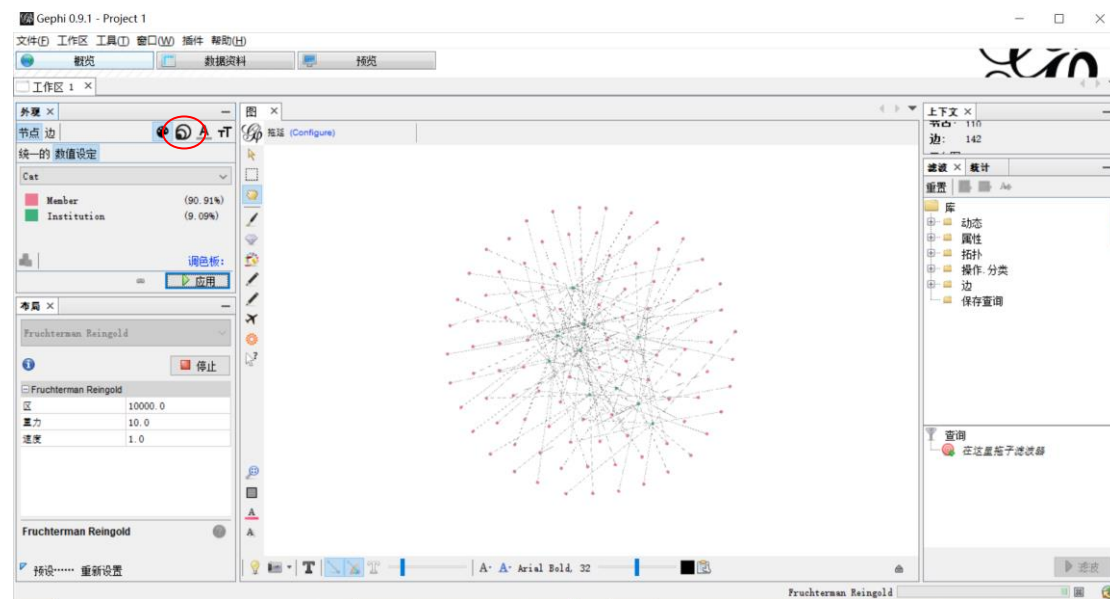 Gephi 0.9.1 - Project 1
文件(F) 工作区 工具(T) 窗口(W) 插件 帮助(H)
概览 数据资料 预览
工作区 1 ×
外观 ×
节点 边
统一的 数值设定
Cat
Member (90.91%)
Institution (9.09%)
调色板:
应用
布局 ×
Fruchterman Reingold
停止
Fruchterman Reingold
区 10000.0
重力 10.0
速度 1.0
Fruchterman Reingold
预设…… 重新设置
图 ×
拖延 (Configure)
T T A- A- Arial Bold, 32
Fruchterman Reingold
上下文 ×
节点: 110
边: 142
滤波 × 统计
重置
库
动态
属性
拓扑
操作.分类
边
保存查询
查询
在这里拖子滤波器
滤波